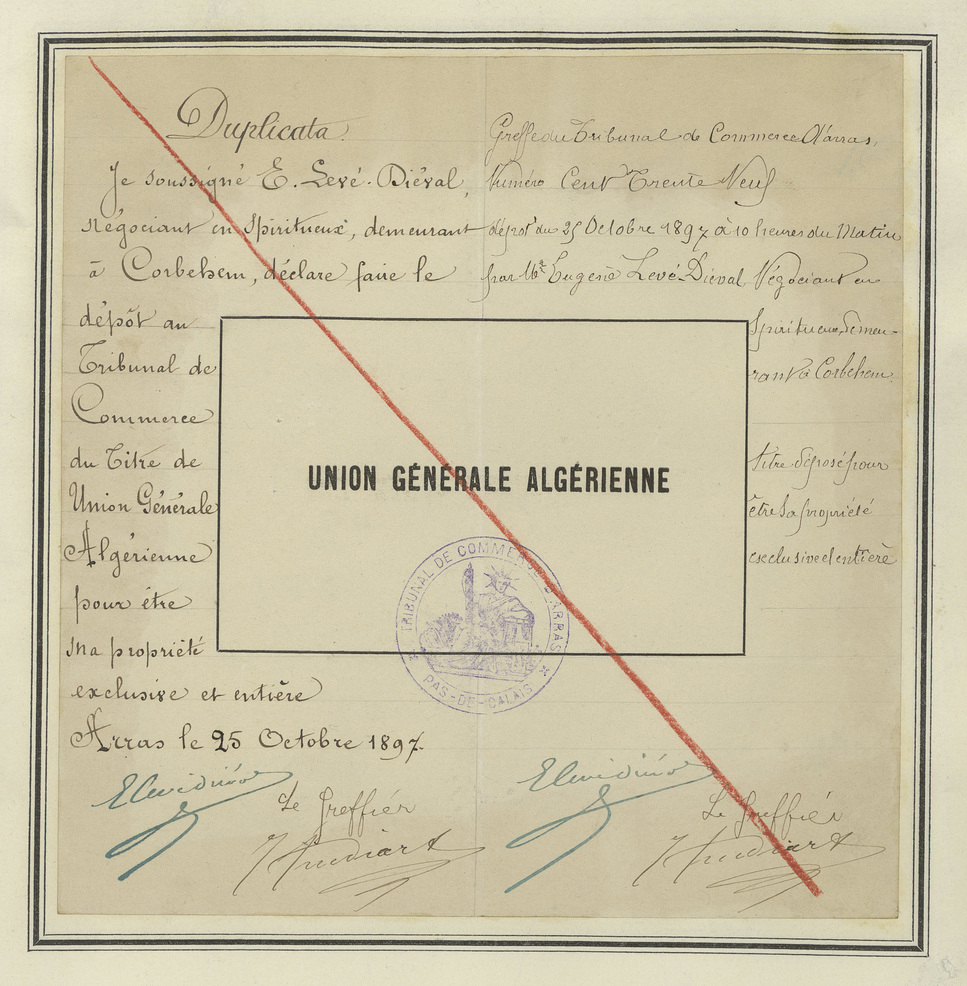 Duplicata
Je soussigné E. Levé-Diéval,
négociant en Spiritueux, demeurant
à Corbehem, déclare faire le
dépôt au
Tribunal de
Commerce
du Titre de
Union Générale
Algérienne
pour être
ma propriété
exclusive et entière
Arras le 25 Octobre 1897.
Le Greffier
Greffe du Tribunal de Commerce d'Arras.
Numéro Cent Trente Neuf
dépot du 25 Octobre 1897 à 10 heures du Matin
par Mr Eugene Levé-Diéval Négociant en
Spiritueux, demeu-
rant à Corbehem.
titre déposé pour
être sa propriété
exclusive et entière
Le Greffier
UNION GÉNÉRALE ALGÉRIENNE
TRIBUNAL DE COMMERCE D'ARRAS
PAS-DE-CALAIS